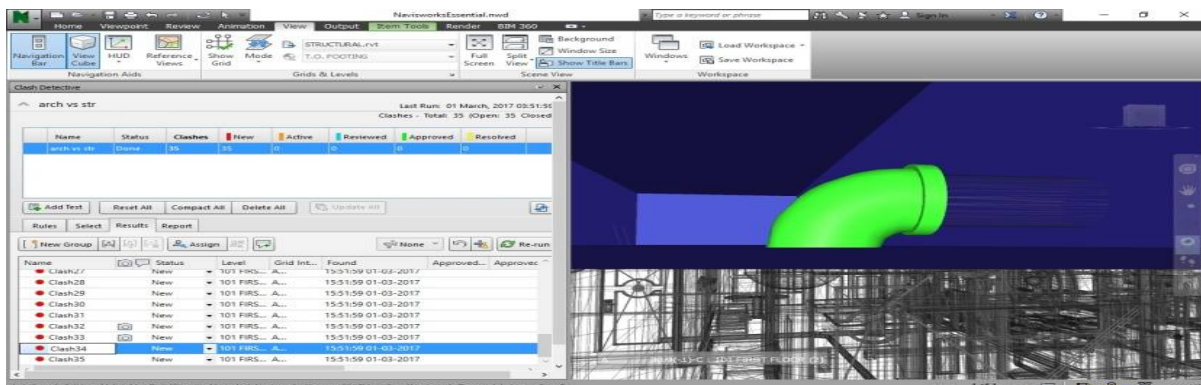 NavisworksEssential.nwd
Type a keyword or phrase
Sign In
Home Viewpoint Review Animation View Output Item Tools Render BIM 360
Navigation Bar
View Cube
HUD
Reference Views
Navigation Aids
Show Grid
Mode
STRUCTURAL.rvt
T.O. FOOTING
Grids & Levels
Full Screen
Split View
Background
Window Size
Show Title Bars
Scene View
Windows
Load Workspace
Save Workspace
Workspace
Clash Detective
arch vs str
Last Run: 01 March, 2017 03:51:59
Clashes - Total: 35 (Open: 35 Closed
Name Status Clashes New Active Reviewed Approved Resolved
arch vs str Done 35 35 0 0 0 0
Add Test Reset All Compact All Delete All Update All
Rules Select Results Report
New Group Assign None Re-run
Name Status Level Grid Int... Found Approved... Approved
Clash27 New 101 FIRS... A... 15:51:59 01-03-2017
Clash28 New 101 FIRS... A... 15:51:59 01-03-2017
Clash29 New 101 FIRS... A... 15:51:59 01-03-2017
Clash30 New 101 FIRS... A... 15:51:59 01-03-2017
Clash31 New 101 FIRS... A... 15:51:59 01-03-2017
Clash32 New 101 FIRS... A... 15:51:59 01-03-2017
Clash33 New 101 FIRS... A... 15:51:59 01-03-2017
Clash34 New 101 FIRS... A... 15:51:59 01-03-2017
Clash35 New 101 FIRS... A... 15:51:59 01-03-2017
101 FIRST FLOOR